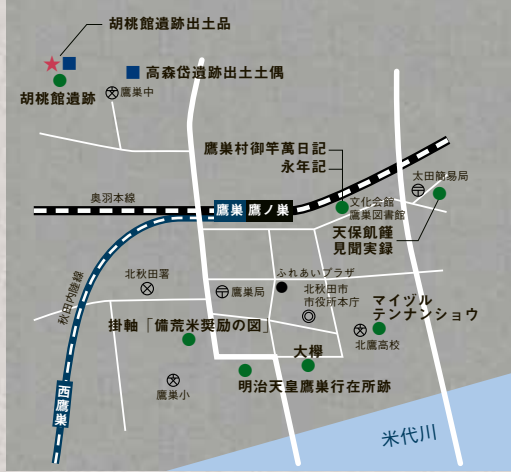 胡桃館遺跡出土品
高森岱遺跡出土土偶
胡桃館遺跡
鷹巣中
鷹巣村御竿萬日記
永年記
太田簡易局
奥羽本線
鷹巣 鷹ノ巣
文化会館
鷹巣図書館
天保飢饉
見聞実録
秋田内陸線
北秋田署
ふれあいプラザ
鷹巣局
北秋田市
市役所本庁
マイヅル
テンナンショウ
掛軸「備荒米奨励の図」
北鷹高校
大欅
西鷹巣
鷹巣小
明治天皇鷹巣行在所跡
米代川